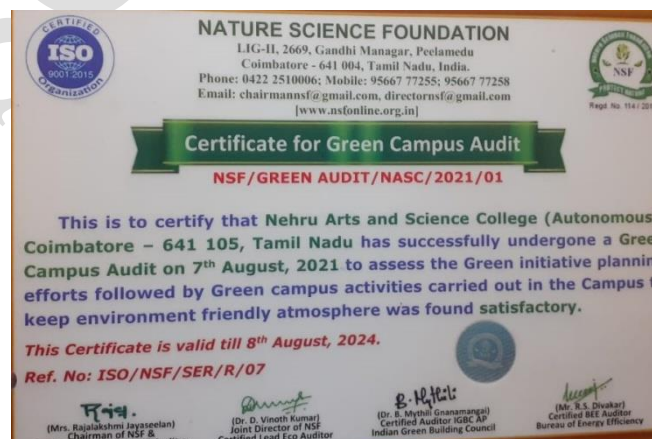 CERTIFIED
ISO
9001:2015
Organization
NATURE SCIENCE FOUNDATION
LIG-II, 2669, Gandhi Managar, Peelamedu
Coimbatore - 641 004, Tamil Nadu, India.
Phone: 0422 2510006; Mobile: 95667 77255; 95667 77258
Email: chairmannsf@gmail.com, directornsf@gmail.com
[www.nsfonline.org.in]
NSF
Regd. No. 114 / 201
Certificate for Green Campus Audit
NSF/GREEN AUDIT/NASC/2021/01
This is to certify that Nehru Arts and Science College (Autonomous
Coimbatore – 641 105, Tamil Nadu has successfully undergone a Gree
Campus Audit on 7th August, 2021 to assess the Green initiative plannin
efforts followed by Green campus activities carried out in the Campus t
keep environment friendly atmosphere was found satisfactory.
This Certificate is valid till 8th August, 2024.
Ref. No: ISO/NSF/SER/R/07
B. Mythili
(Mrs. Rajalakshmi Jayaseelan)
Chairman of NSF &
(Dr. D. Vinoth Kumar)
Joint Director of NSF
Certified Lead Eco Auditor
(Dr. B. Mythili Gnanamangai)
Certified Auditor IGBC AP
Indian Green Building Council
(Mr. R.S. Divakar)
Certified BEE Auditor
Bureau of Energy Efficiency